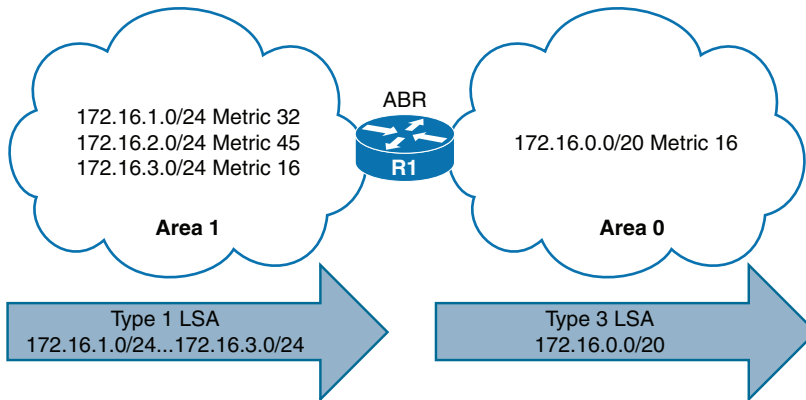 172.16.1.0/24 Metric 32
172.16.2.0/24 Metric 45
172.16.3.0/24 Metric 16
Area 1
ABR
R1
172.16.0.0/20 Metric 16
Area 0
Type 1 LSA
172.16.1.0/24...172.16.3.0/24
Type 3 LSA
172.16.0.0/20